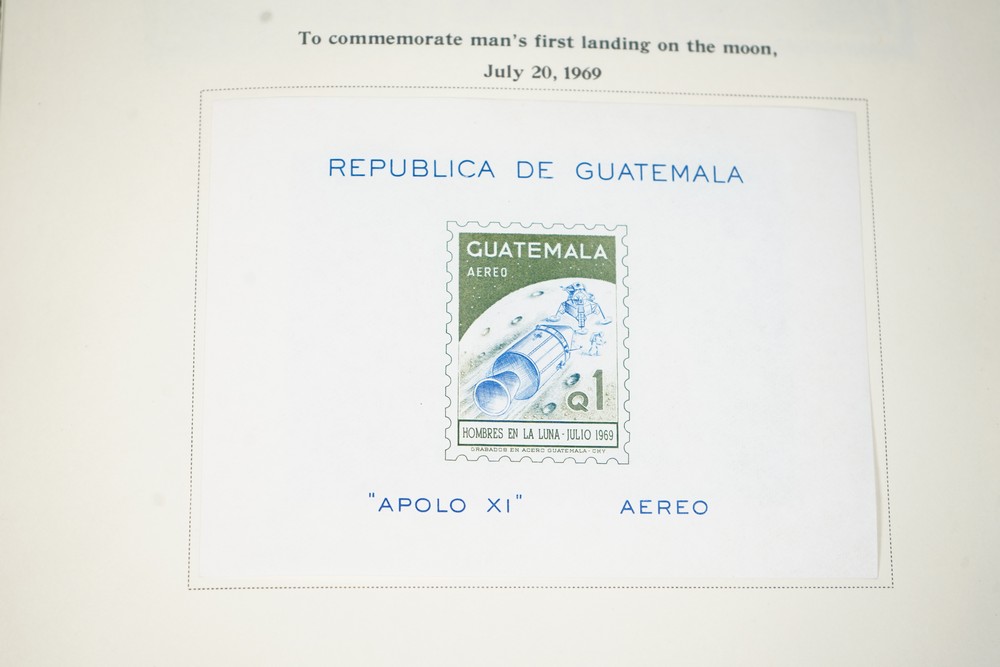 To commemorate man's first landing on the moon,
July 20, 1969
REPUBLICA DE GUATEMALA
GUATEMALA
AEREO
Q1
HOMBRES EN LA LUNA - JULIO 1969
GRABADOS EN ACERO GUATEMALA - CHV
"APOLO XI" AEREO